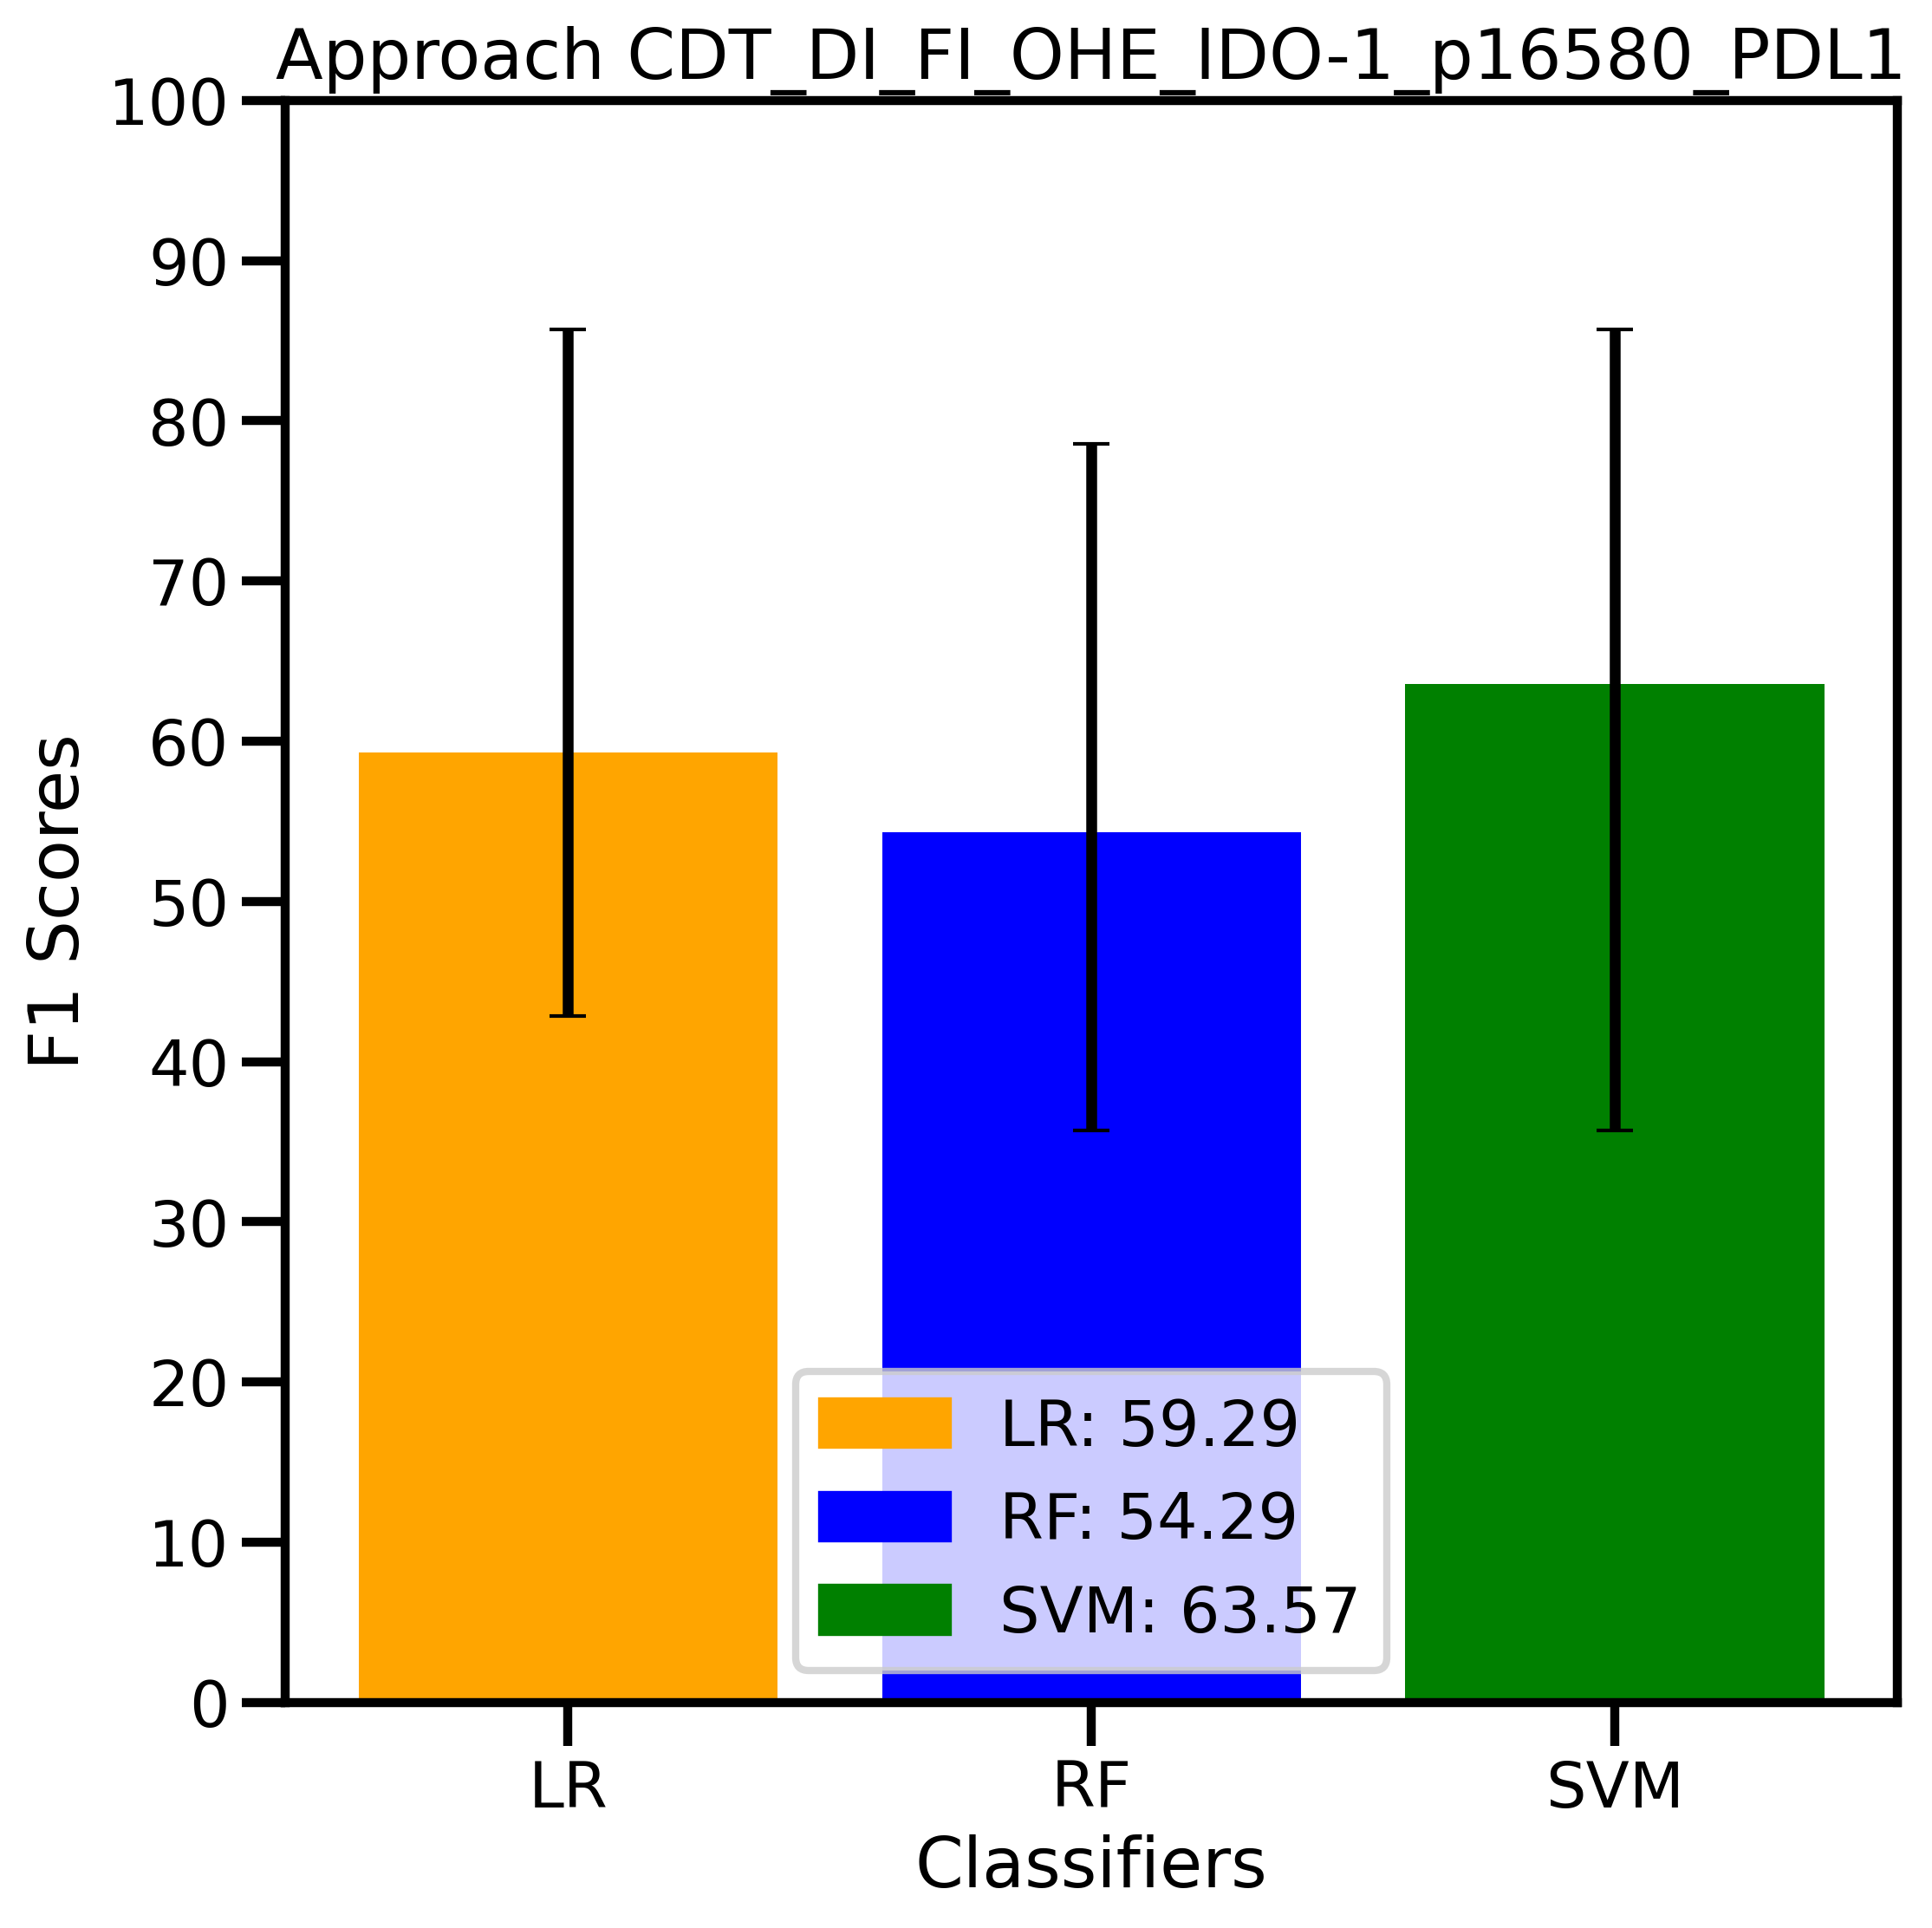 Approach CDT_DI_FI_OHE_IDO-1_p16580_PDL1
100
90
80
70
60
50
40
30
20
10
0
F1 Scores
LR: 59.29
RF: 54.29
SVM: 63.57
LR RF SVM
Classifiers